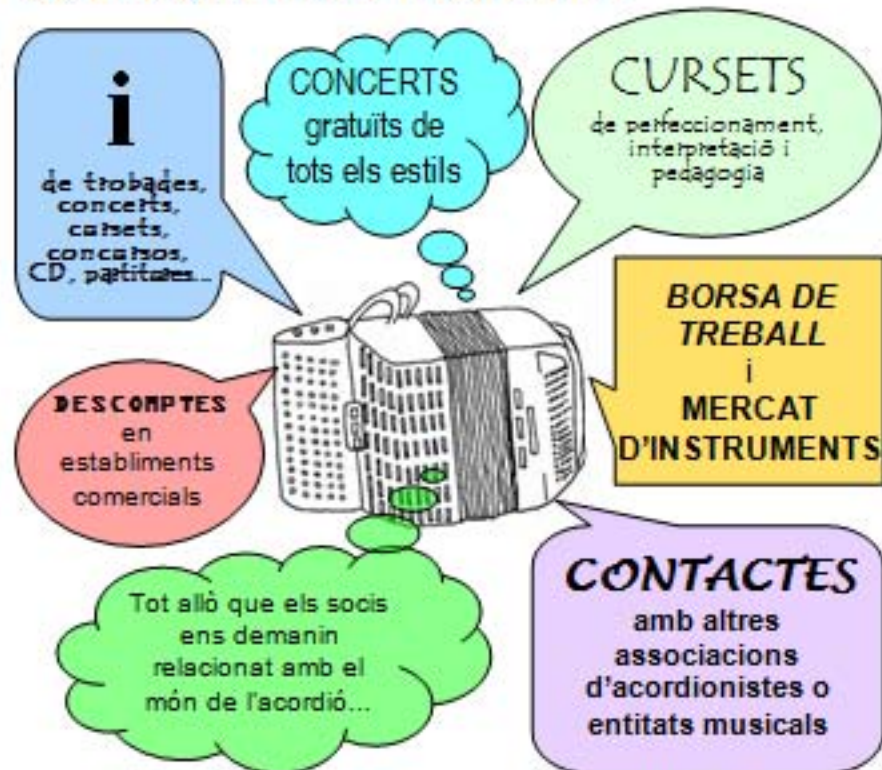 i
de trobades,
concerts,
cursets,
concursos,
CD, partitures...
CONCERTS
gratuïts de
tots els estils
CURSETS
de perfeccionament,
interpretació i
pedagogia
BORSA DE
TREBALL
i
MERCAT
D'INSTRUMENTS
DESCOMPTES
en
establiments
comercials
Tot allò que els socis
ens demanin
relacionat amb el
món de l'acordió...
CONTACTES
amb altres
associacions
d'acordionistes o
entitats musicals